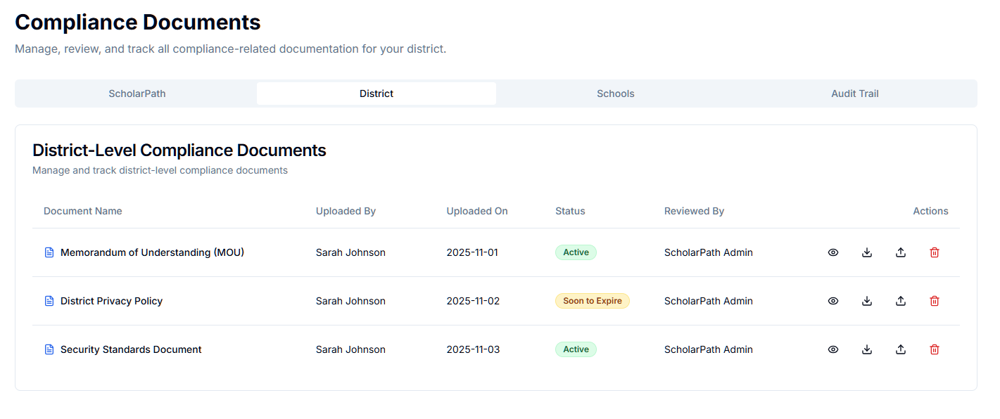 Compliance Documents
Manage, review, and track all compliance-related documentation for your district.
ScholarPath District Schools Audit Trail
District-Level Compliance Documents
Manage and track district-level compliance documents
Document Name Uploaded By Uploaded On Status Reviewed By Actions
Memorandum of Understanding (MOU) Sarah Johnson 2025-11-01 Active ScholarPath Admin
District Privacy Policy Sarah Johnson 2025-11-02 Soon to Expire ScholarPath Admin
Security Standards Document Sarah Johnson 2025-11-03 Active ScholarPath Admin